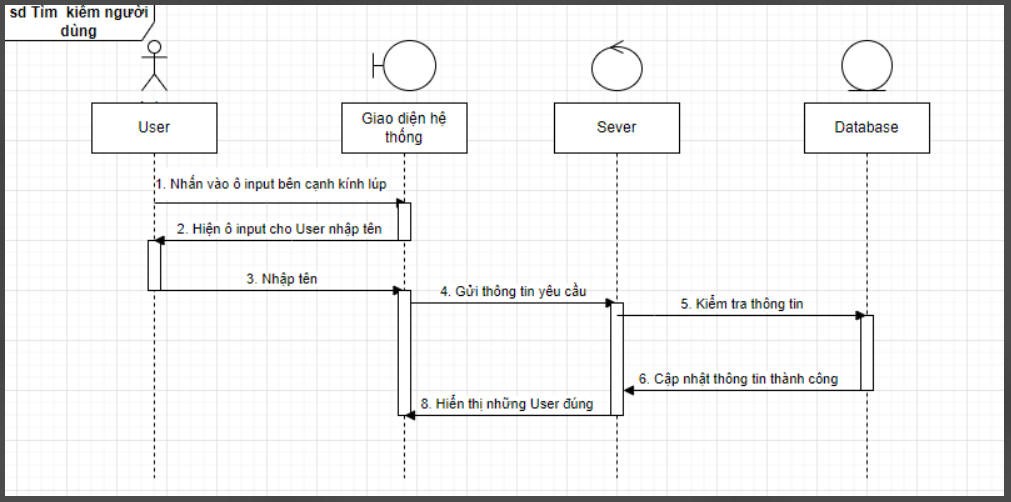 sd Tìm kiếm người
dùng
User
Giao diện hệ
thống
Sever
Database
1. Nhấn vào ô input bên cạnh kính lúp
2. Hiện ô input cho User nhập tên
3. Nhập tên
4. Gửi thông tin yêu cầu
5. Kiểm tra thông tin
6. Cập nhật thông tin thành công
8. Hiển thị những User đúng